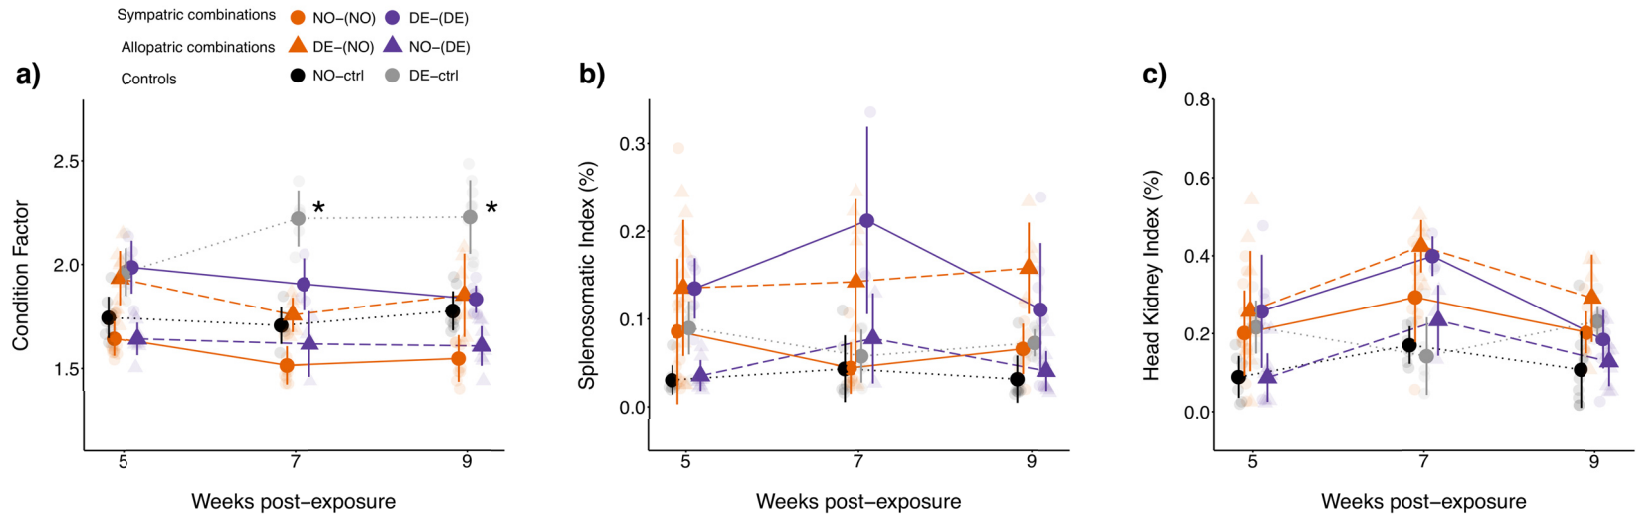 Sympatric combinations NO–(NO) DE–(DE)
Allopatric combinations DE–(NO) NO–(DE)
Controls NO–ctrl DE–ctrl
a)
Condition Factor
2.5
2.0
1.5
*
*
5 7 9
Weeks post–exposure
b)
Splenosomatic Index (%)
0.3
0.2
0.1
0.0
5 7 9
Weeks post–exposure
c)
Head Kidney Index (%)
0.8
0.6
0.4
0.2
0.0
5 7 9
Weeks post–exposure